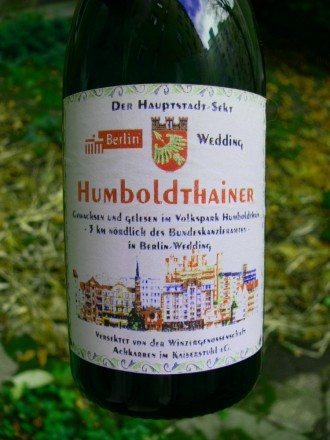 Der Hauptstadt-Sekt
Berlin Wedding
Humboldthainer
Gewachsen und gelesen im Volkspark Humboldthain
- 3 km nördlich des Bundeskanzleramtes -
in Berlin-Wedding
Versektet von der Winzergenossenschaft
Achkarren im Kaiserstuhl eG.